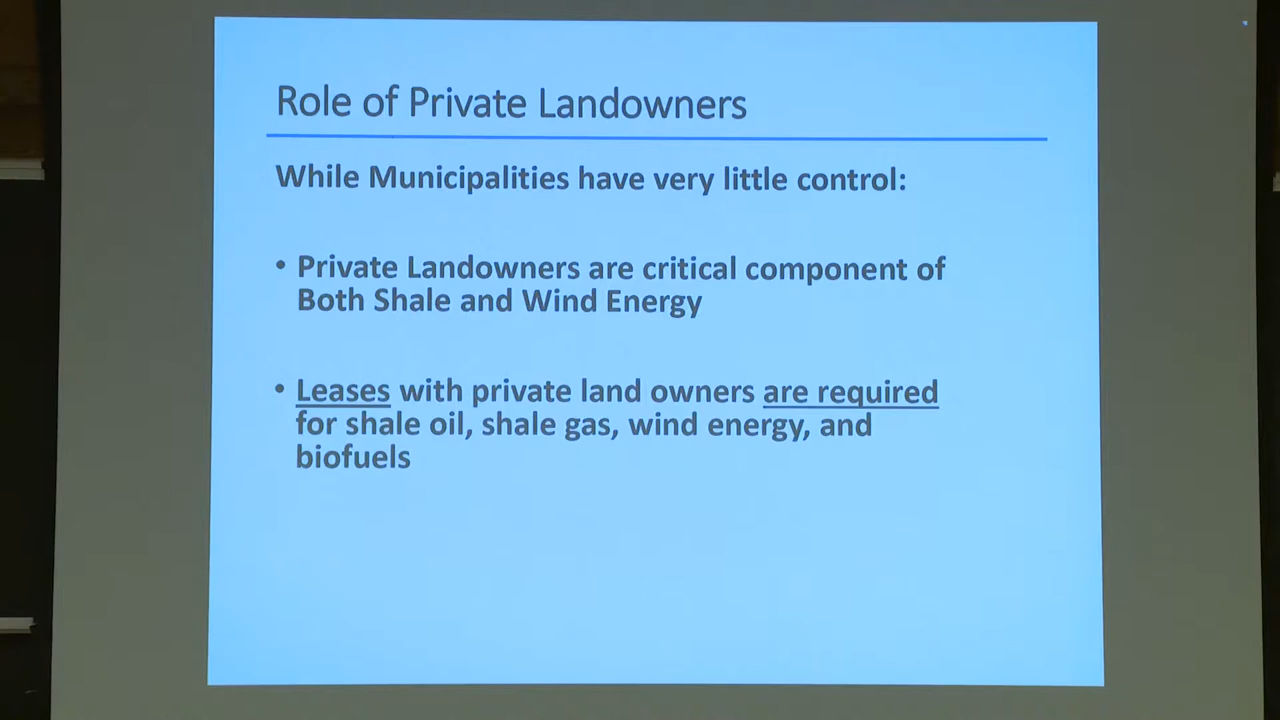 Role of Private Landowners
While Municipalities have very little control:
• Private Landowners are critical component of
Both Shale and Wind Energy
• Leases with private land owners are required
for shale oil, shale gas, wind energy, and
biofuels